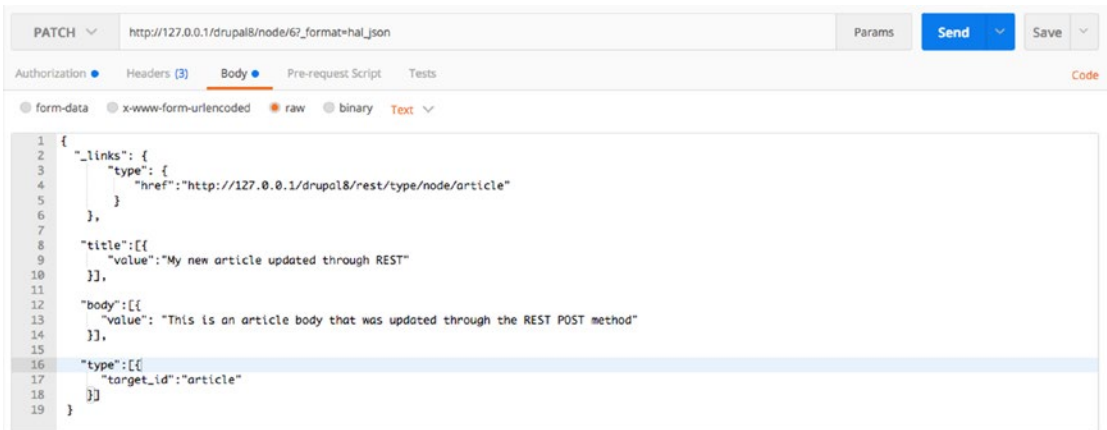 PATCH http://127.0.0.1/drupal8/node/6?_format=hal_json Params Send Save
Authorization Headers (3) Body Pre-request Script Tests Code
form-data x-www-form-urlencoded raw binary Text
1 {
2 "_links": {
3 "type": {
4 "href":"http://127.0.0.1/drupal8/rest/type/node/article"
5 }
6 },
7
8 "title":[{
9 "value":"My new article updated through REST"
10 }],
11
12 "body":[{
13 "value": "This is an article body that was updated through the REST POST method"
14 }],
15
16 "type":[{
17 "target_id":"article"
18 }]
19 }